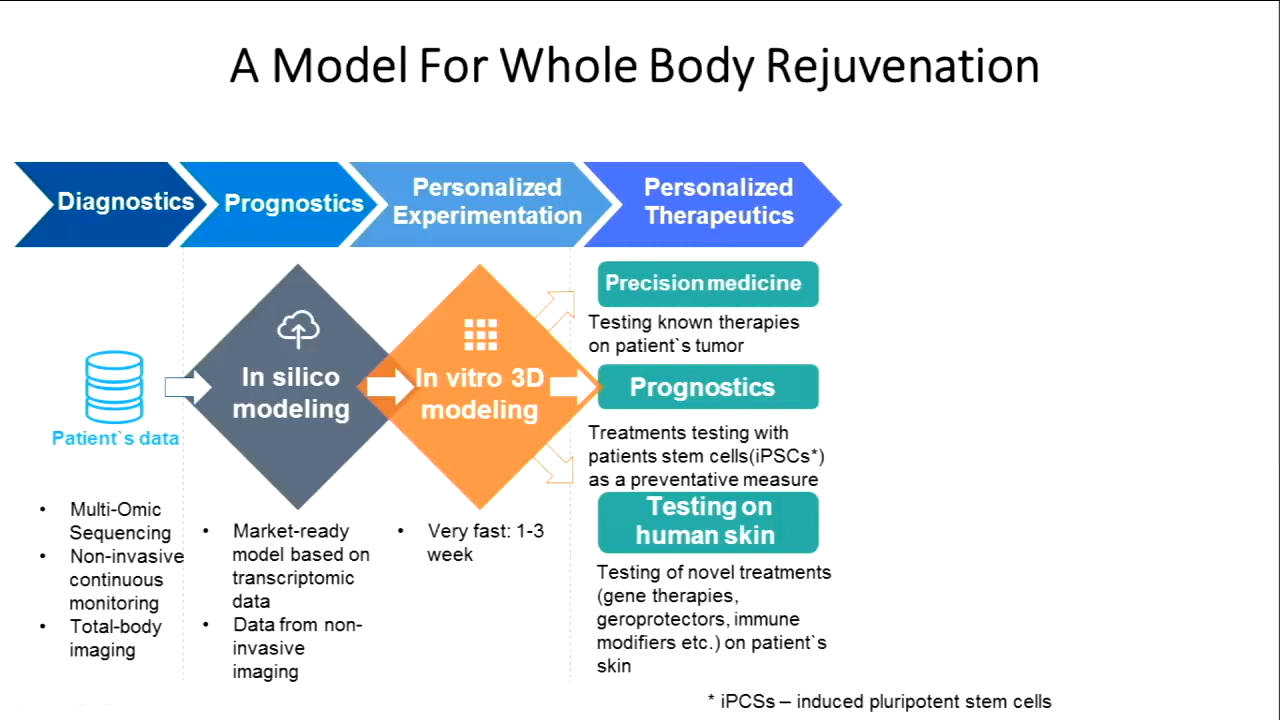 A Model For Whole Body Rejuvenation
Diagnostics
Prognostics
Personalized
Experimentation
Personalized
Therapeutics
Patient`s data
In silico
modeling
In vitro 3D
modeling
Precision medicine
Testing known therapies
on patient`s tumor
Prognostics
Treatments testing with
patients stem cells(iPSCs*)
as a preventative measure
Testing on
human skin
Testing of novel treatments
(gene therapies,
geroprotectors, immune
modifiers etc.) on patient`s
skin
• Multi-Omic
Sequencing
• Non-invasive
continuous
monitoring
• Total-body
imaging
• Market-ready
model based on
transcriptomic
data
• Data from non-
invasive
imaging
• Very fast: 1-3
week
* iPCSs – induced pluripotent stem cells